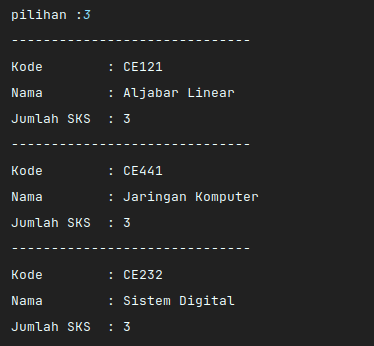 pilihan :3
------------------------------
Kode        : CE121
Nama        : Aljabar Linear
Jumlah SKS  : 3
------------------------------
Kode        : CE441
Nama        : Jaringan Komputer
Jumlah SKS  : 3
------------------------------
Kode        : CE232
Nama        : Sistem Digital
Jumlah SKS  : 3